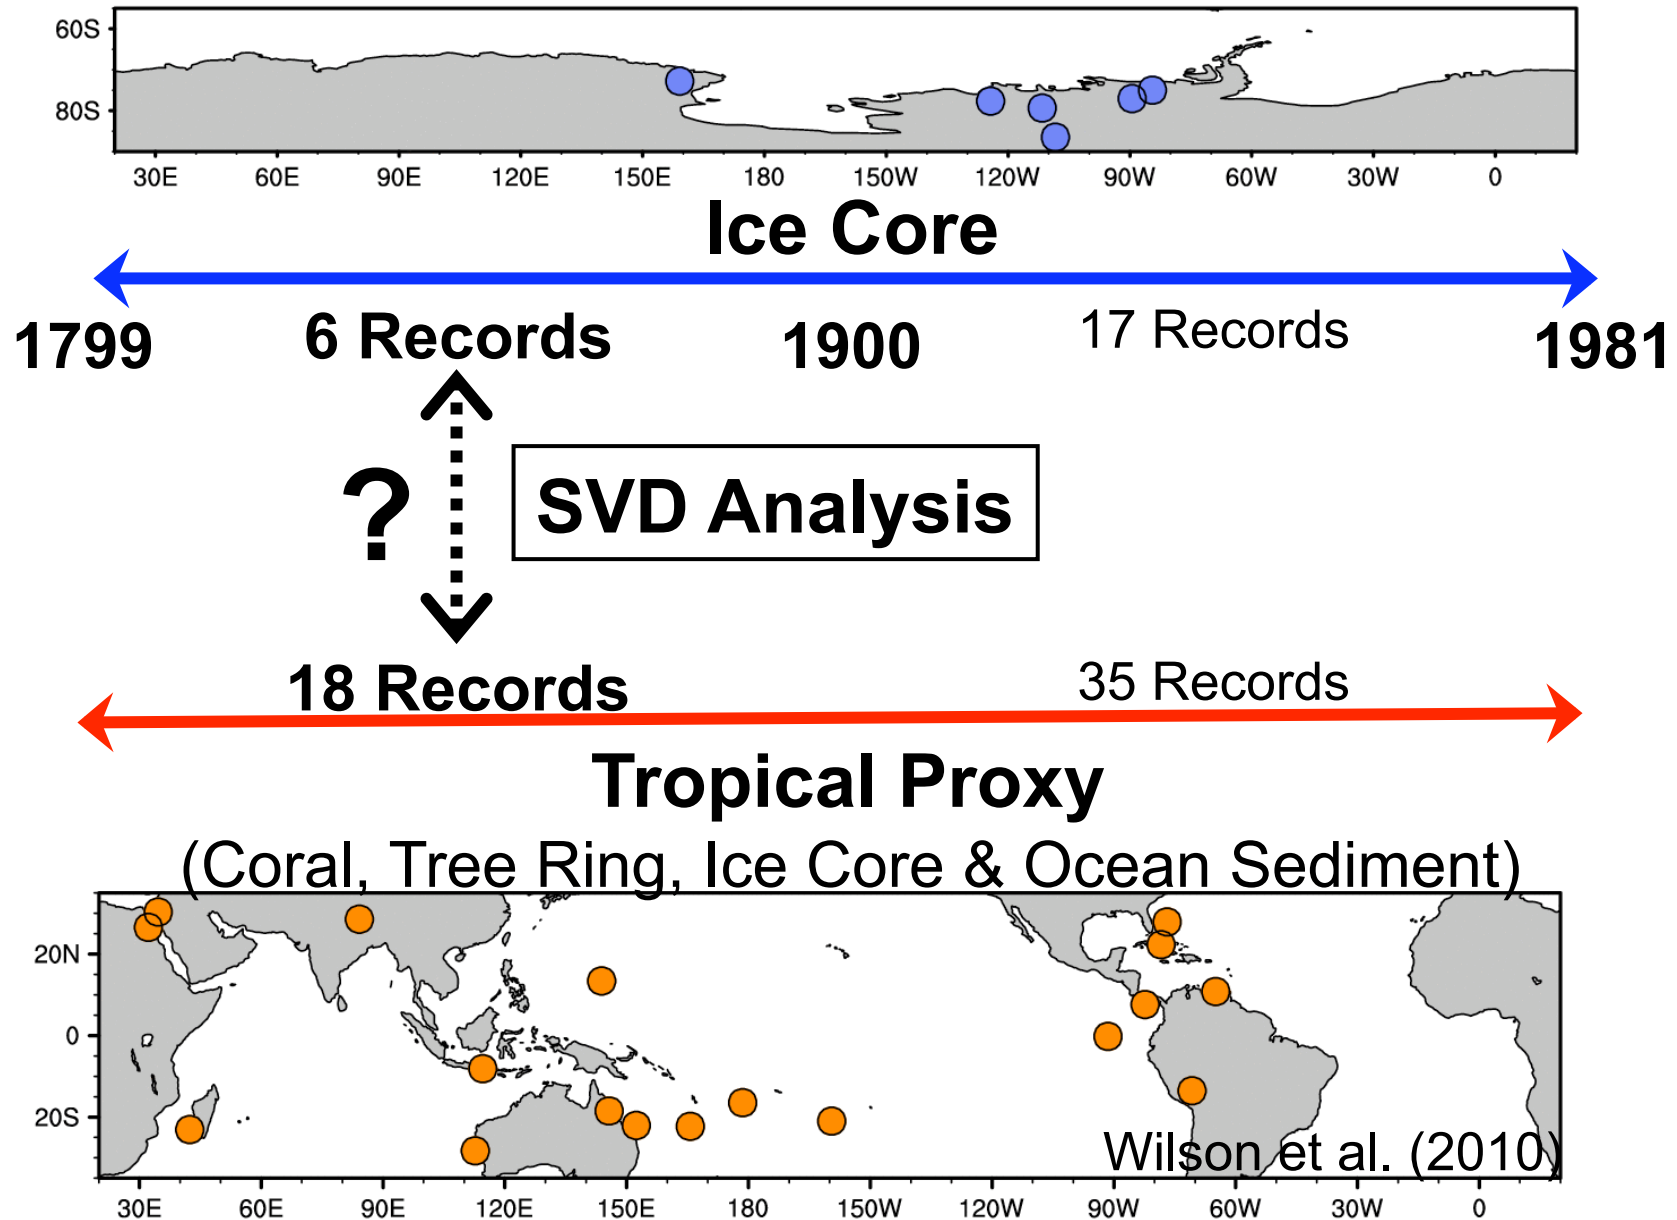 60S
80S
30E 60E 90E 120E 150E 180 150W 120W 90W 60W 30W 0
Ice Core
1799 6 Records 1900 17 Records 1981
? SVD Analysis
18 Records 35 Records
Tropical Proxy
(Coral, Tree Ring, Ice Core & Ocean Sediment)
20N
0
20S
Wilson et al. (2010)
30E 60E 90E 120E 150E 180 150W 120W 90W 60W 30W 0